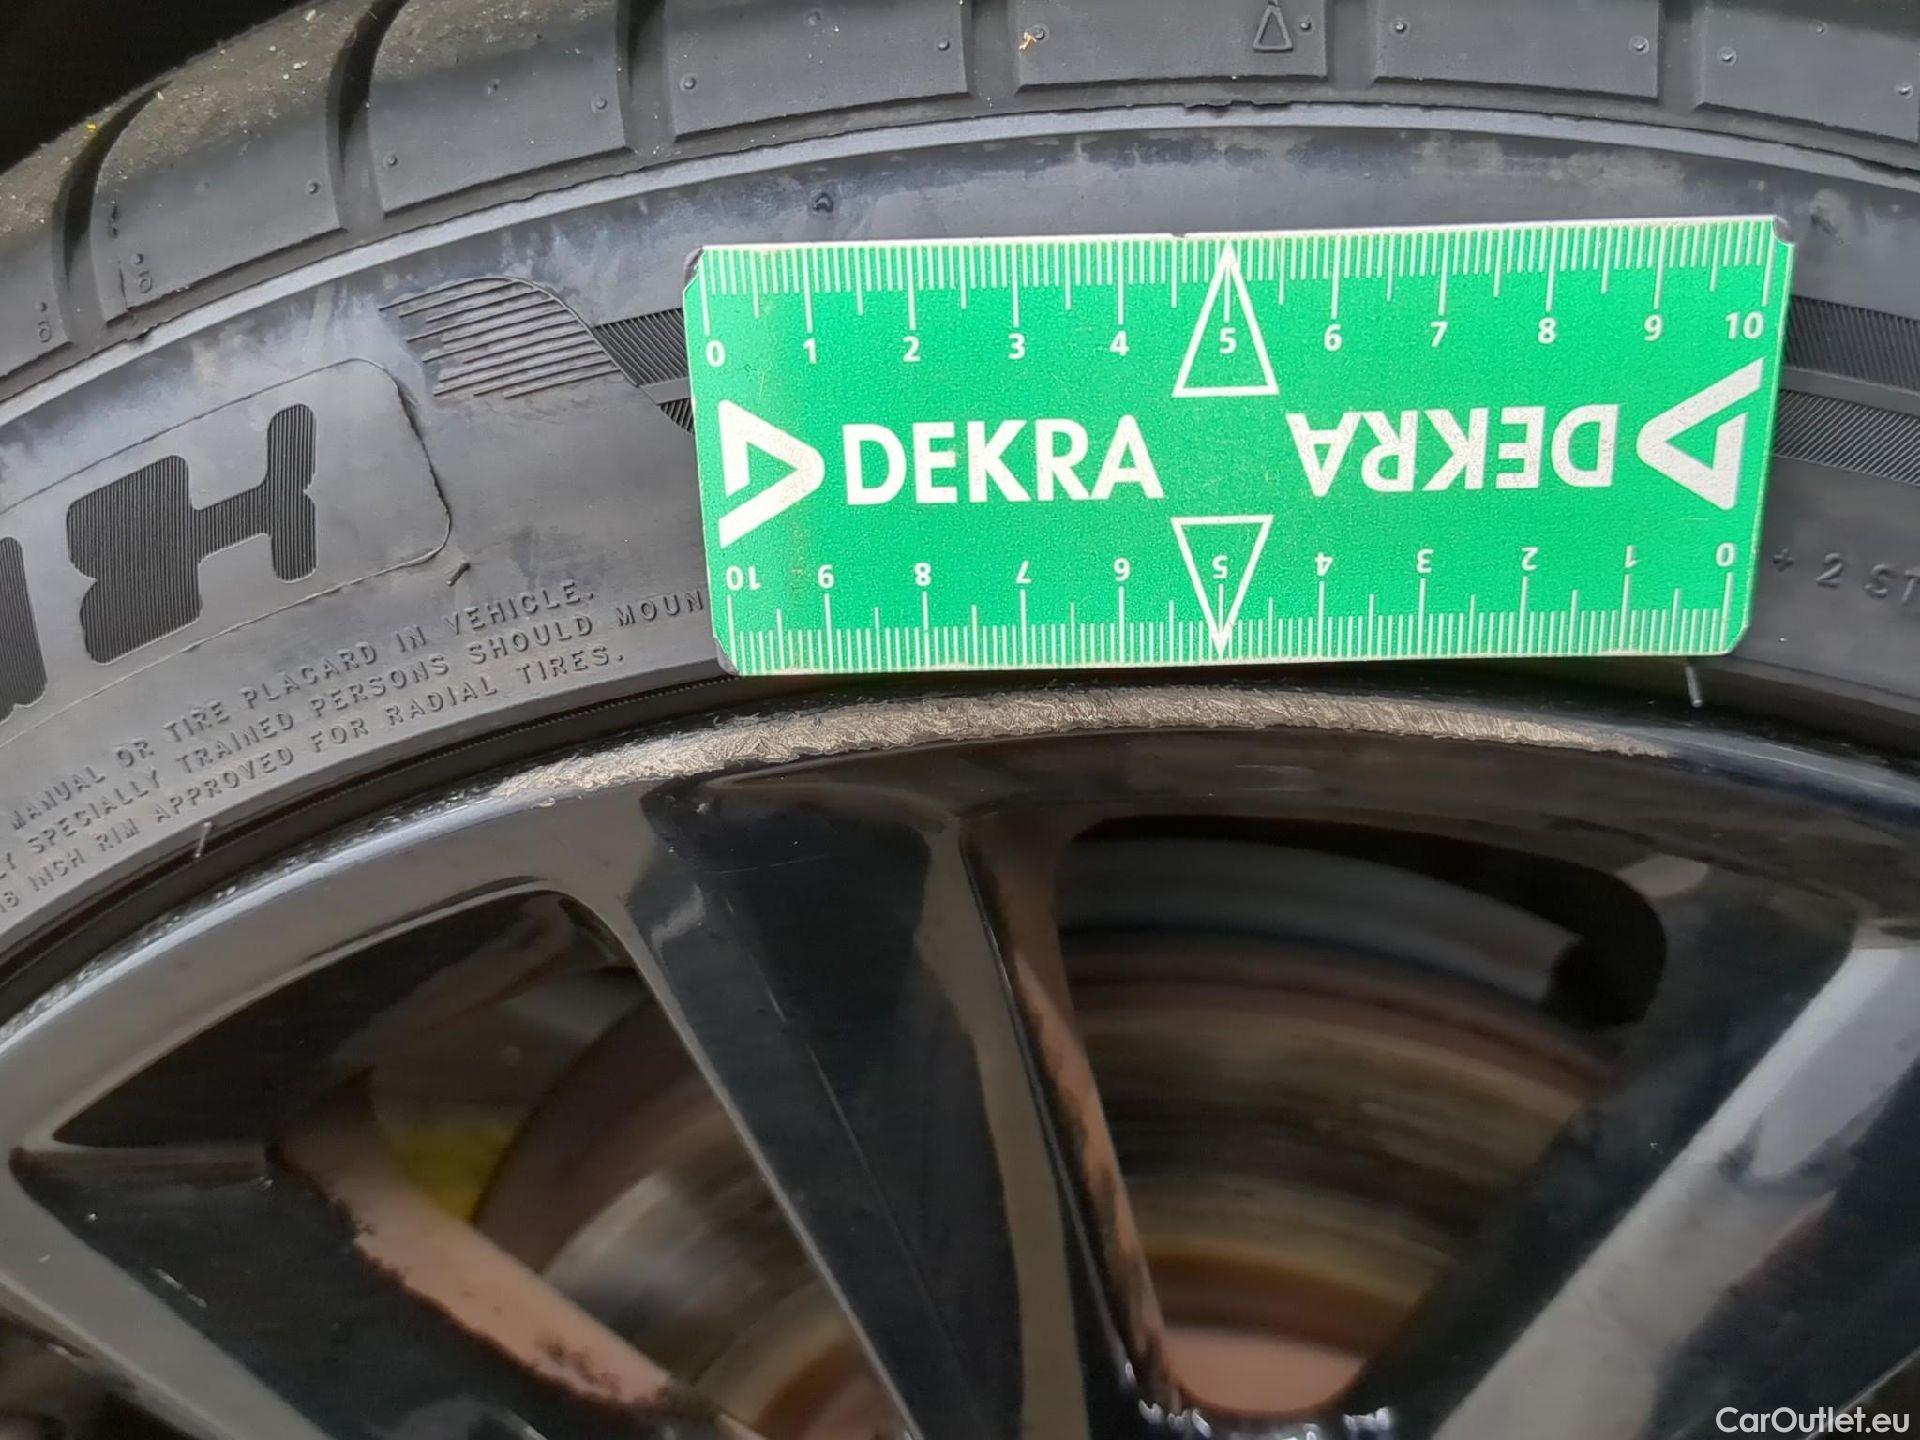 0 1 2 3 4 5 6 7 8 9 10
DEKRA DEKRA
10 9 8 7 6 5 4 3 2 1 0
+ 2 ST
MANUAL OR TIRE PLACARD IN VEHICLE.
SPECIALLY TRAINED PERSONS SHOULD MOUN
INCH RIM APPROVED FOR RADIAL TIRES.
CarOutlet.eu